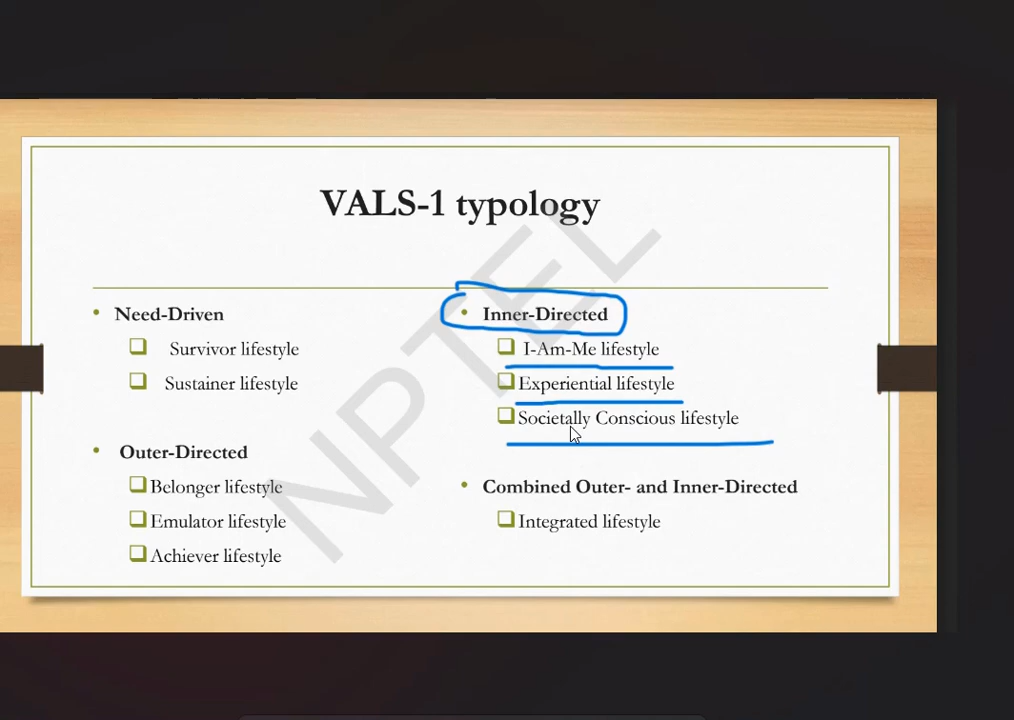 VALS-1 typology
• Need-Driven
❑ Survivor lifestyle
❑ Sustainer lifestyle
• Outer-Directed
❑ Belonger lifestyle
❑ Emulator lifestyle
❑ Achiever lifestyle
• Inner-Directed
❑ I-Am-Me lifestyle
❑ Experiential lifestyle
❑ Societally Conscious lifestyle
• Combined Outer- and Inner-Directed
❑ Integrated lifestyle
NPTEL